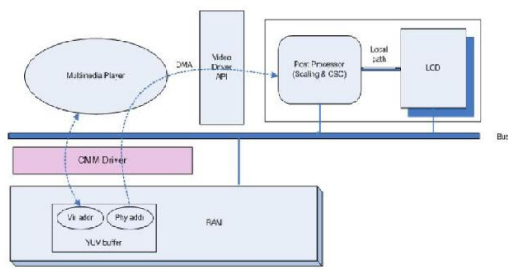 Multimedia Player
DMA
Video
Driver
API
Post Processor
(Scaling & CSC)
Local
path
LCD
Bus
CMM Driver
Vir addr
Phy addr
YUV buffer
RAM